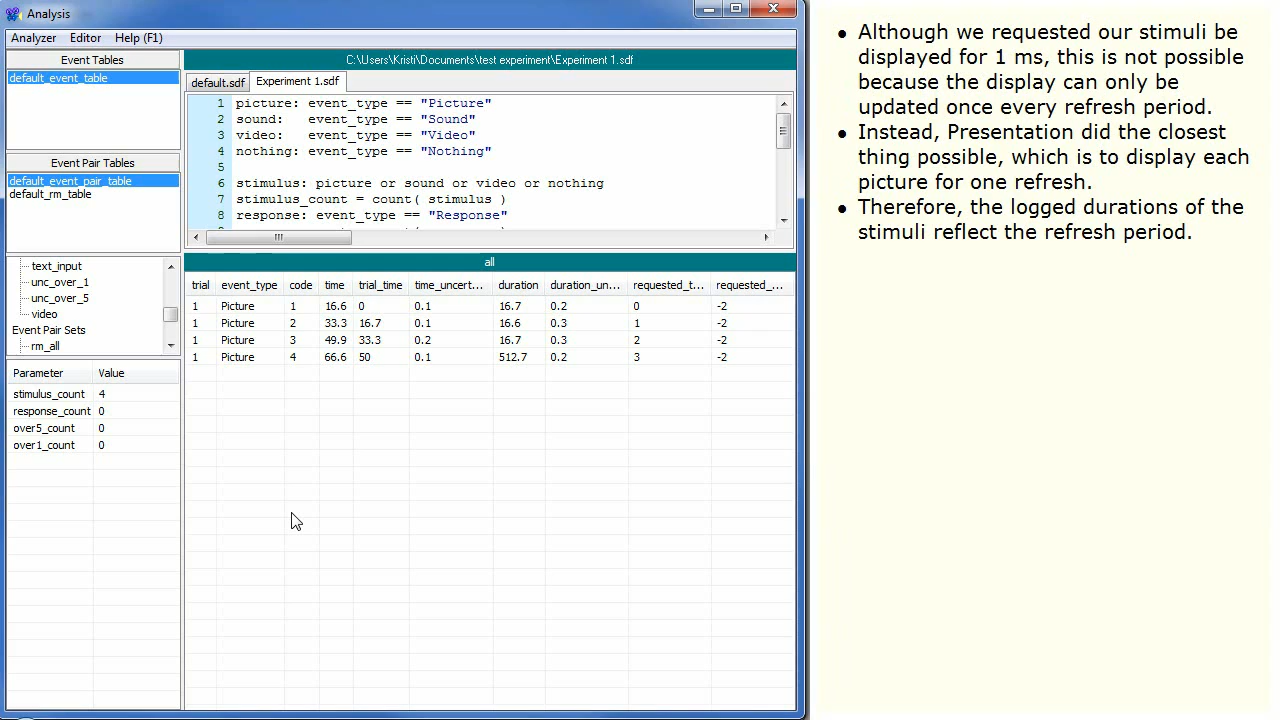 Analysis
Analyzer Editor Help (F1)
Event Tables
default_event_table
Event Pair Tables
default_event_pair_table
default_rm_table
text_input
unc_over_1
unc_over_5
video
Event Pair Sets
rm_all
Parameter Value
stimulus_count 4
response_count 0
over5_count 0
over1_count 0
C:\Users\Kristi\Documents\test experiment\Experiment 1.sdf
default.sdf Experiment 1.sdf
1 picture: event_type == "Picture"
2 sound: event_type == "Sound"
3 video: event_type == "Video"
4 nothing: event_type == "Nothing"
5
6 stimulus: picture or sound or video or nothing
7 stimulus_count = count( stimulus )
8 response: event_type == "Response"
all
trial event_type code time trial_time time_uncert... duration duration_un... requested_t... requested_...
1 Picture 1 16.6 0 0.1 16.7 0.2 0 -2
1 Picture 2 33.3 16.7 0.1 16.6 0.3 1 -2
1 Picture 3 49.9 33.3 0.2 16.7 0.3 2 -2
1 Picture 4 66.6 50 0.1 512.7 0.2 3 -2
• Although we requested our stimuli be
displayed for 1 ms, this is not possible
because the display can only be
updated once every refresh period.
• Instead, Presentation did the closest
thing possible, which is to display each
picture for one refresh.
• Therefore, the logged durations of the
stimuli reflect the refresh period.